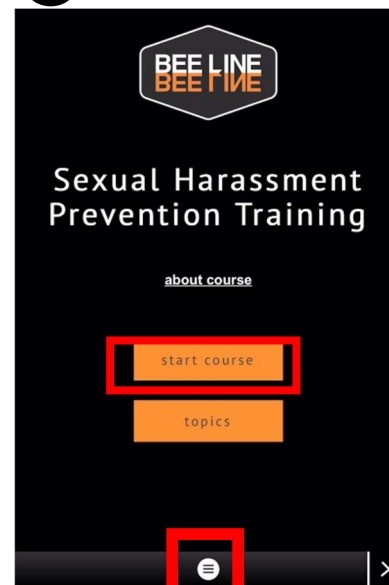 BEE LINE
BEE LINE
Sexual Harassment
Prevention Training
about course
start course
topics